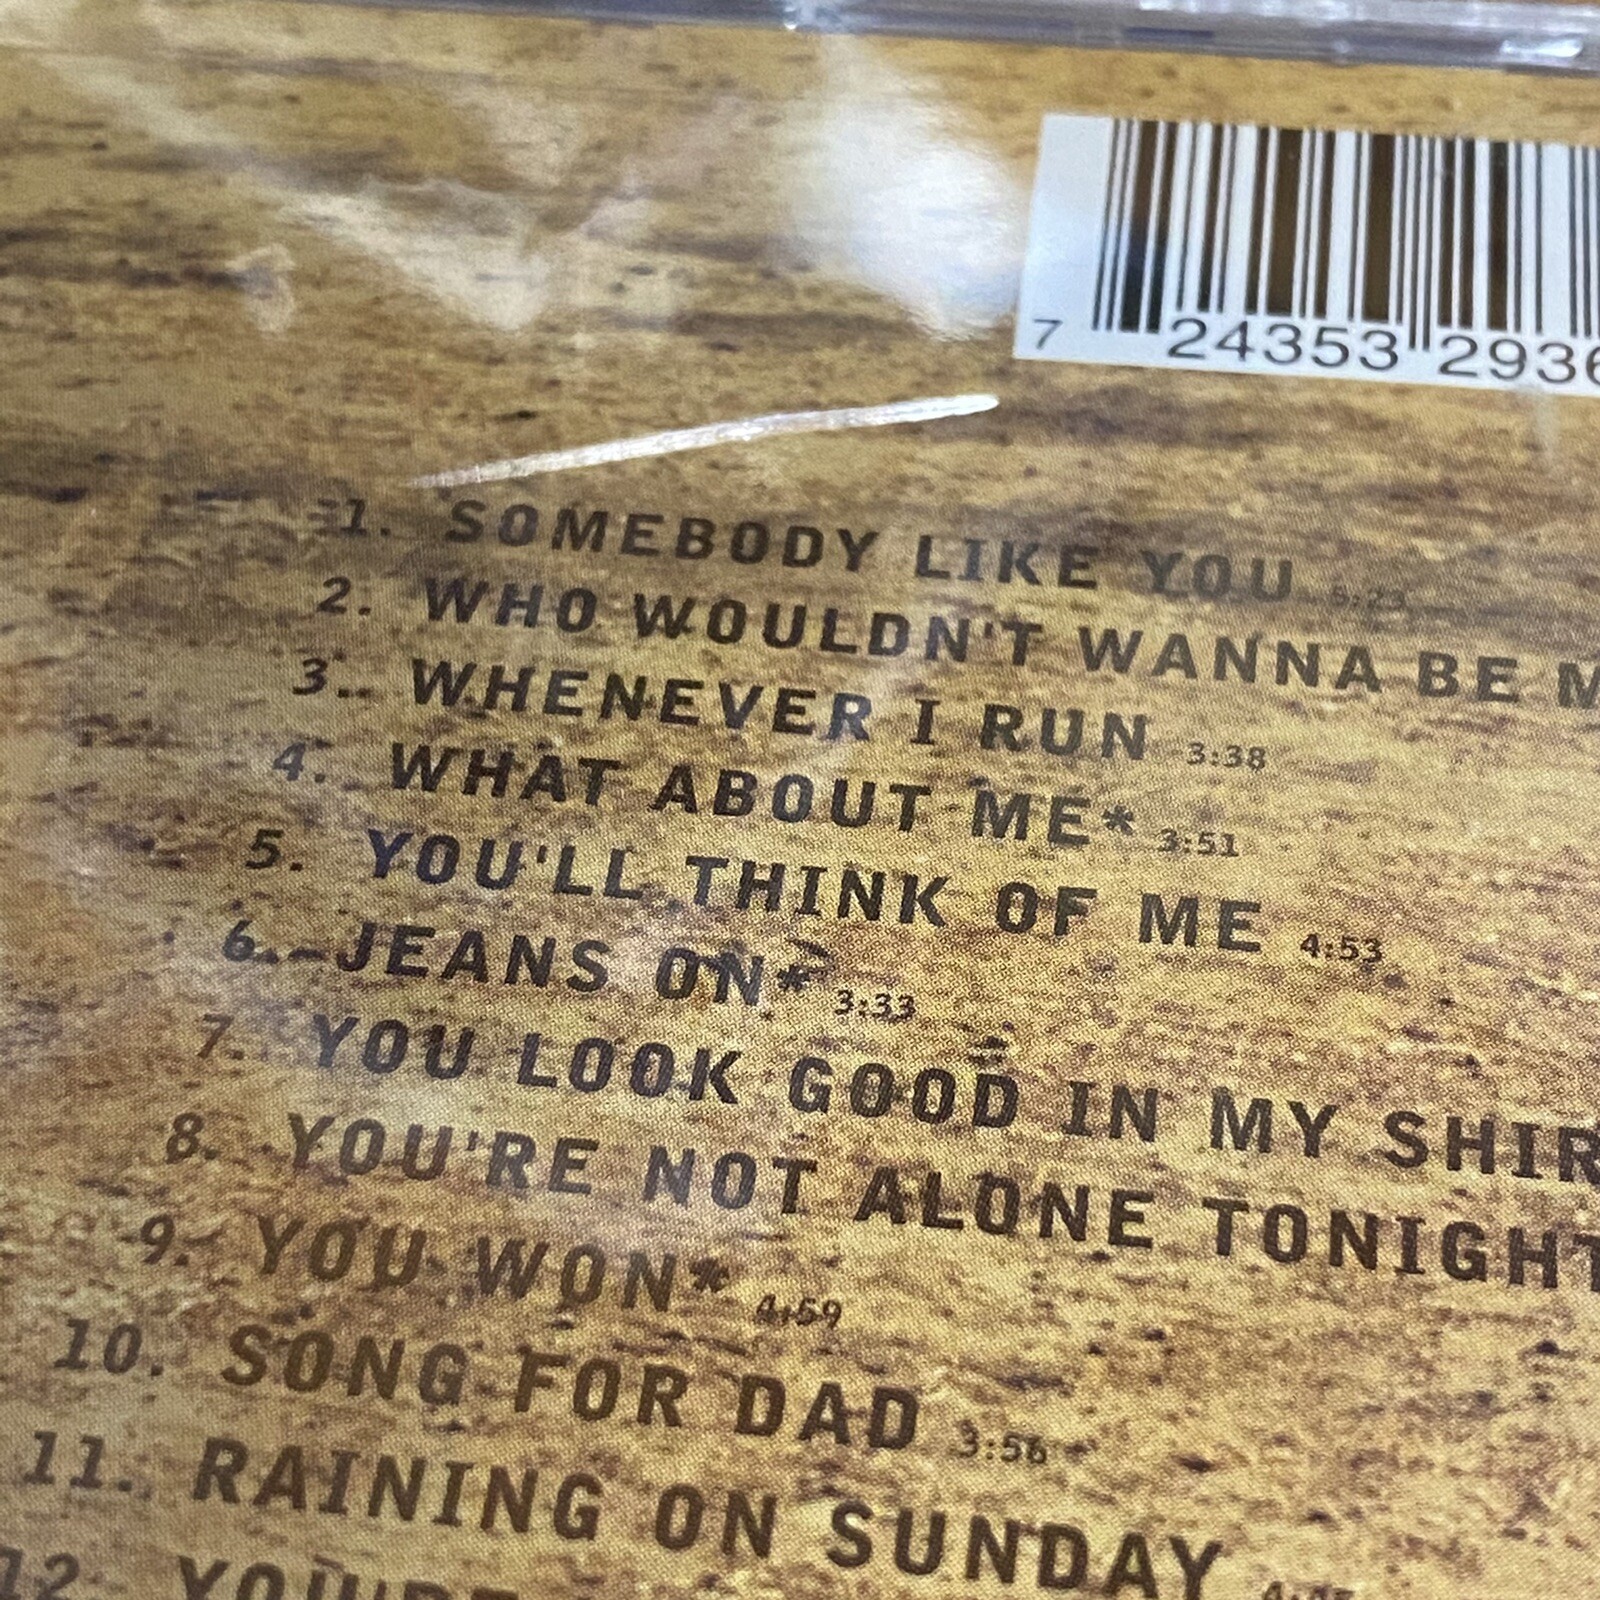 7 24353 2936
1. SOMEBODY LIKE YOU 5:23
2. WHO WOULDN'T WANNA BE
3. WHENEVER I RUN 3:38
4. WHAT ABOUT ME* 3:51
5. YOU'LL THINK OF ME 4:53
6. JEANS ON* 3:33
7. YOU LOOK GOOD IN MY
8. YOU'RE NOT ALONE TONIGHT
9. YOU WON* 4:59
10. SONG FOR DAD 3:56
11. RAINING ON SUNDAY
12